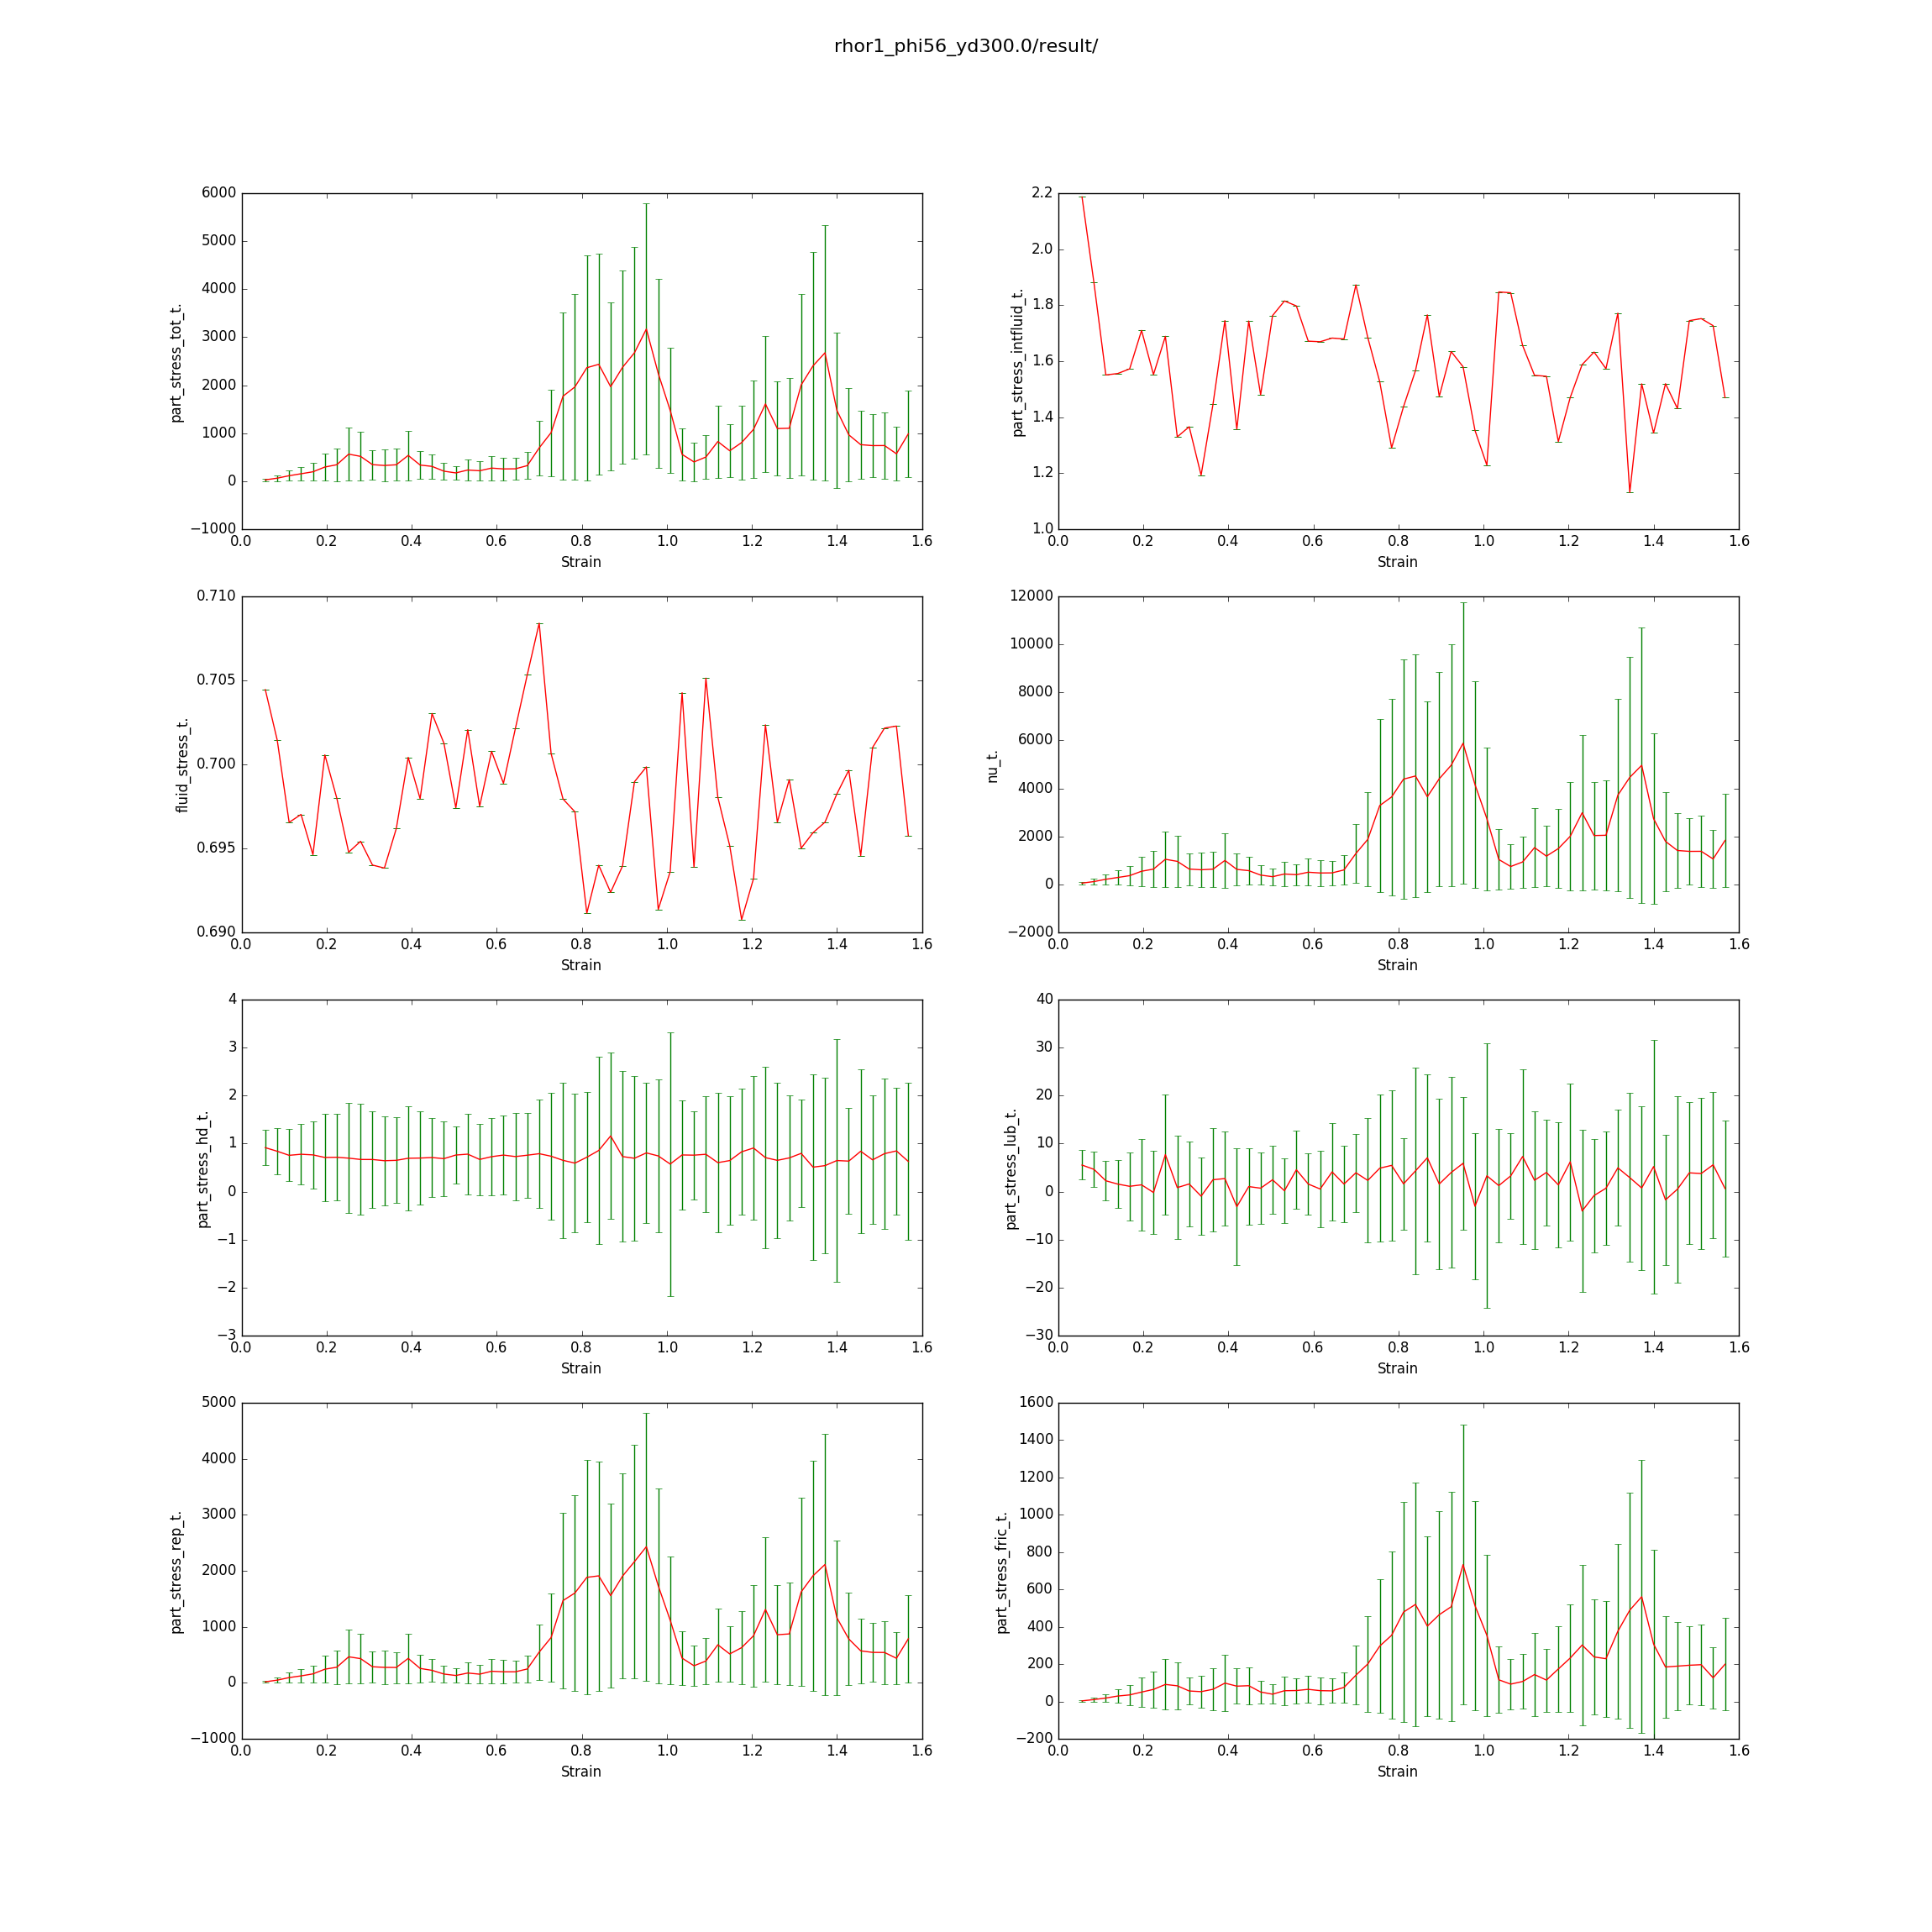 rhor1_phi56_yd300.0/result/
6000
5000
4000
3000
2000
1000
0
−1000
part_stress_tot_t.
0.0 0.2 0.4 0.6 0.8 1.0 1.2 1.4 1.6
Strain
2.2
2.0
1.8
1.6
1.4
1.2
1.0
part_stress_intfluid_t.
0.0 0.2 0.4 0.6 0.8 1.0 1.2 1.4 1.6
Strain
0.710
0.705
0.700
0.695
0.690
fluid_stress_t.
0.0 0.2 0.4 0.6 0.8 1.0 1.2 1.4 1.6
Strain
12000
10000
8000
6000
4000
2000
0
−2000
nu_t.
0.0 0.2 0.4 0.6 0.8 1.0 1.2 1.4 1.6
Strain
4
3
2
1
0
−1
−2
−3
part_stress_hd_t.
0.0 0.2 0.4 0.6 0.8 1.0 1.2 1.4 1.6
Strain
40
30
20
10
0
−10
−20
−30
part_stress_lub_t.
0.0 0.2 0.4 0.6 0.8 1.0 1.2 1.4 1.6
Strain
5000
4000
3000
2000
1000
0
−1000
part_stress_rep_t.
0.0 0.2 0.4 0.6 0.8 1.0 1.2 1.4 1.6
Strain
1600
1400
1200
1000
800
600
400
200
0
−200
part_stress_fric_t.
0.0 0.2 0.4 0.6 0.8 1.0 1.2 1.4 1.6
Strain